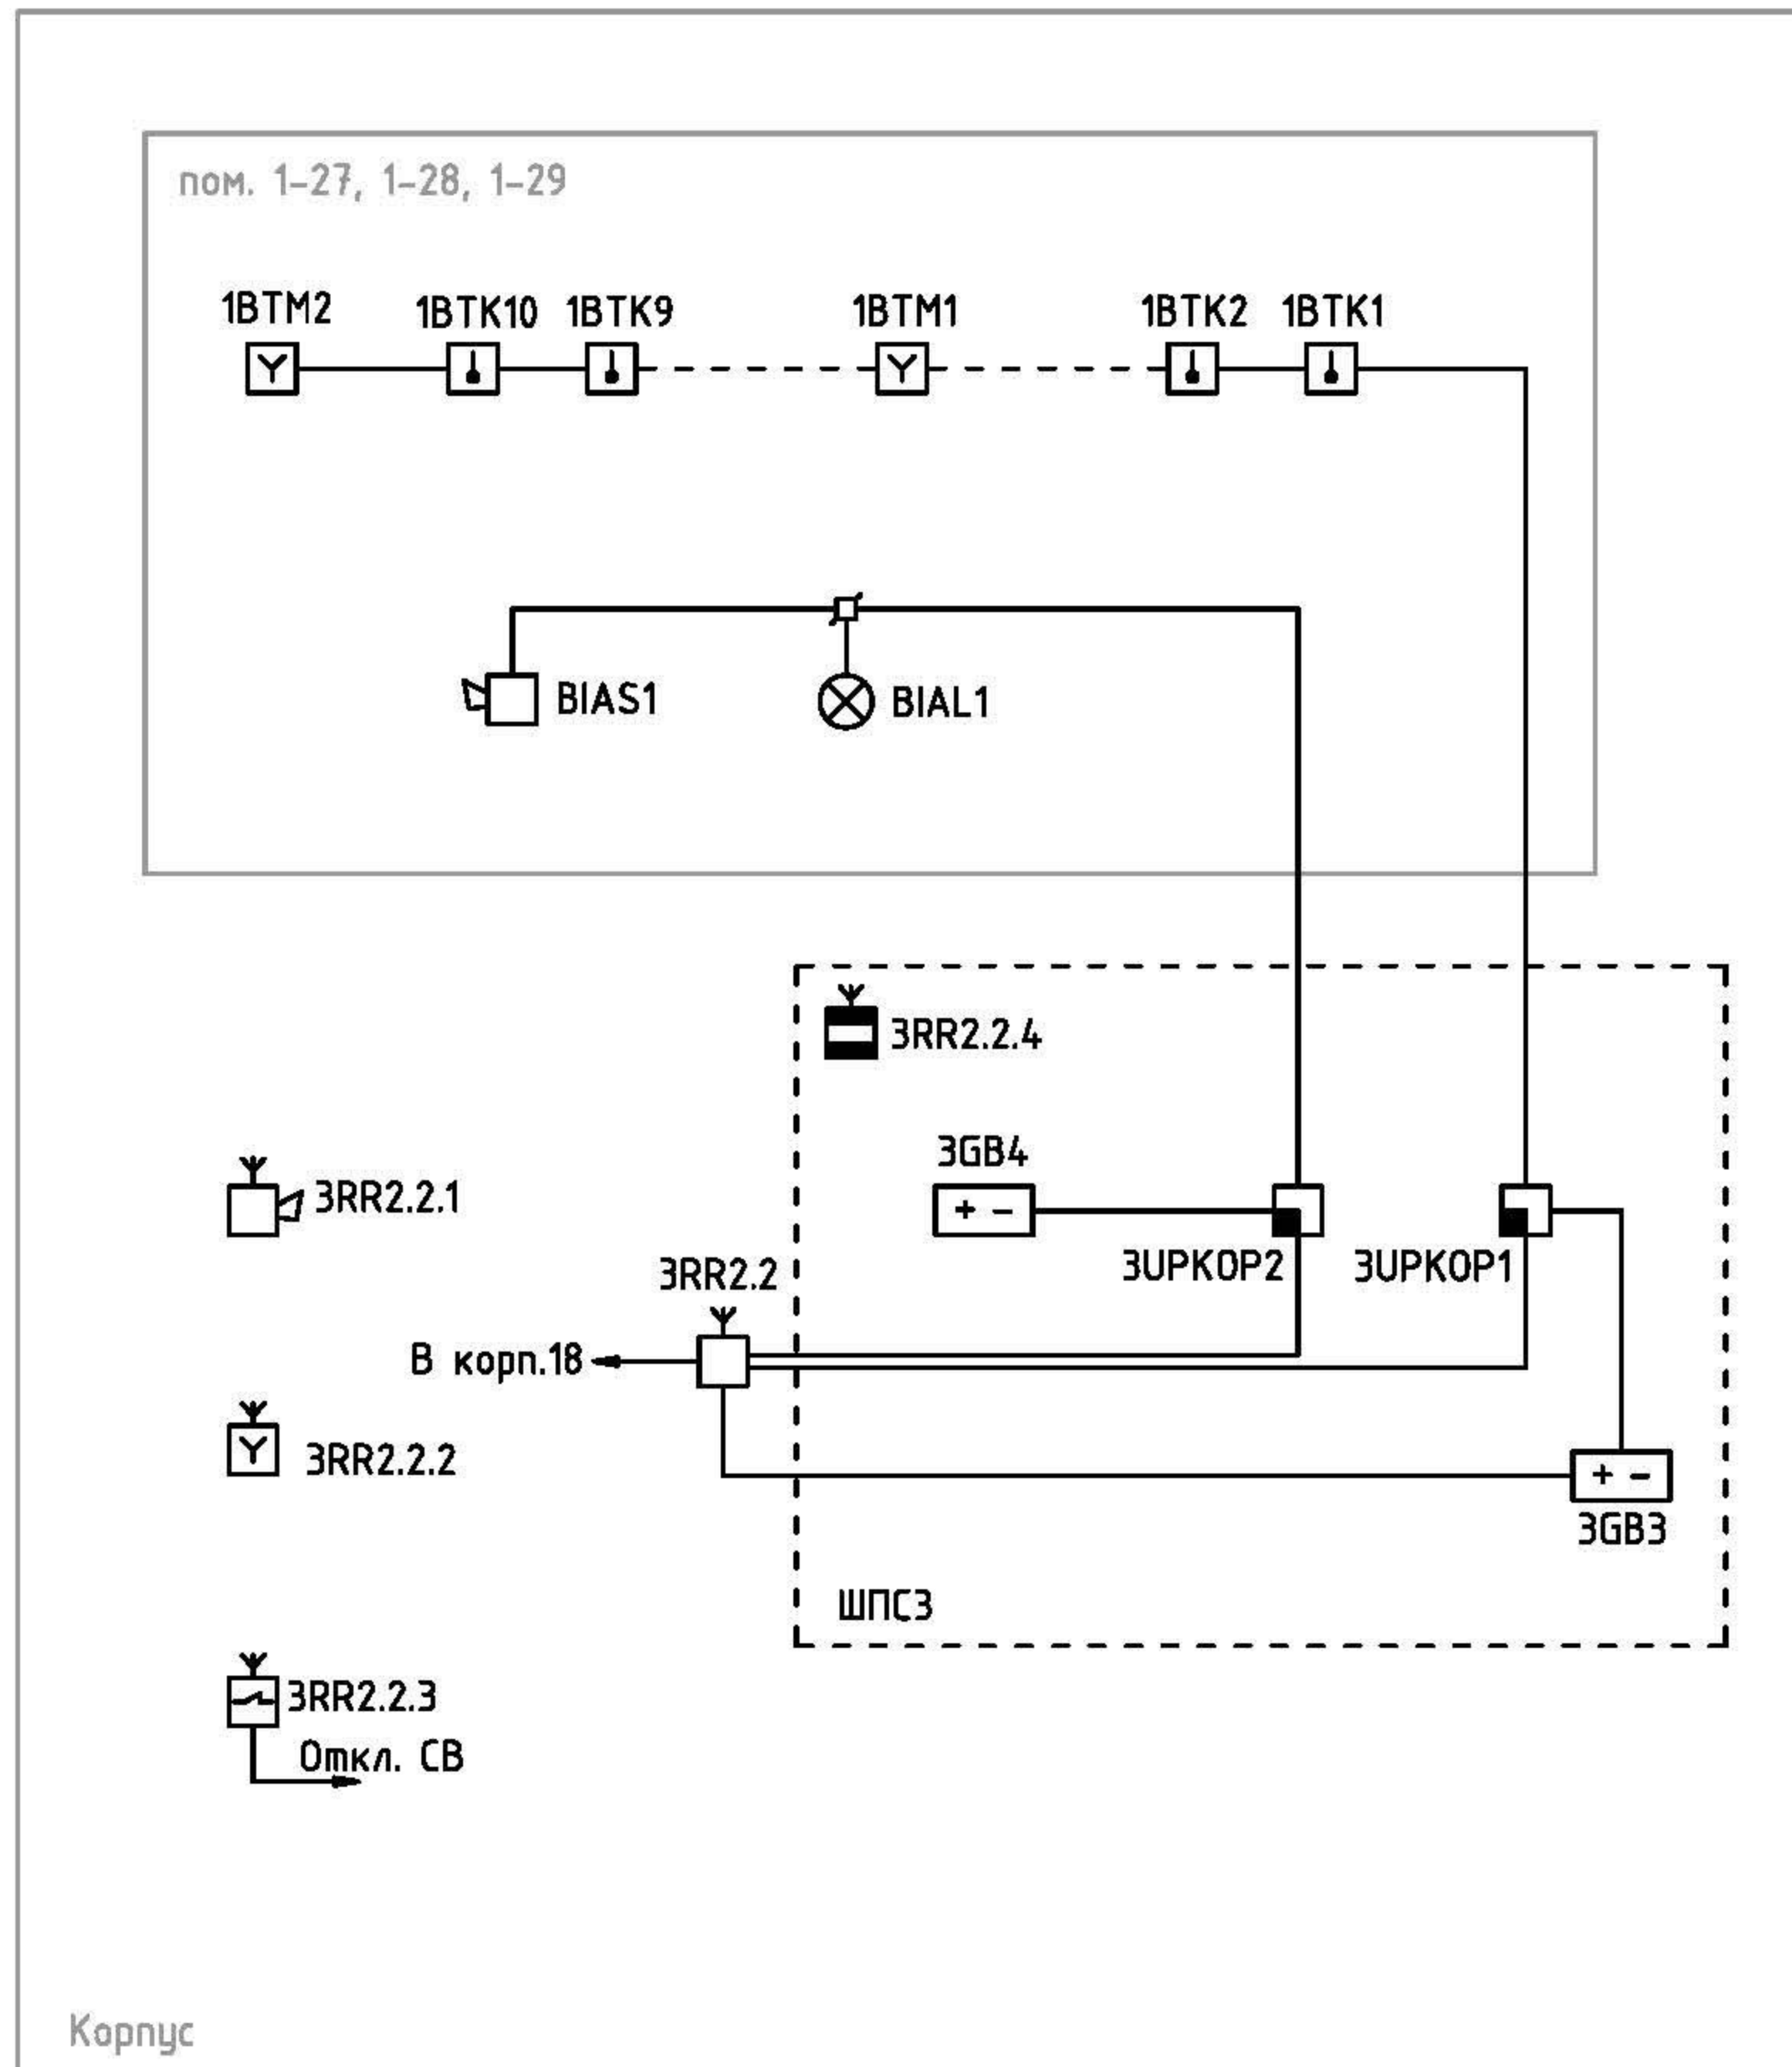 пом. 1-27, 1-28, 1-29
1BTM2 1BTK10 1BTK9 1BTM1 1BTK2 1BTK1
BIAS1 BIAL1
3RR2.2.4
3GB4
3RR2.2.1
3UPKOP2 3UPKOP1
3RR2.2
В корп.18
3RR2.2.2
+ -
+ -
3GB3
ШПС3
3RR2.2.3
Откл. СВ
Корпус